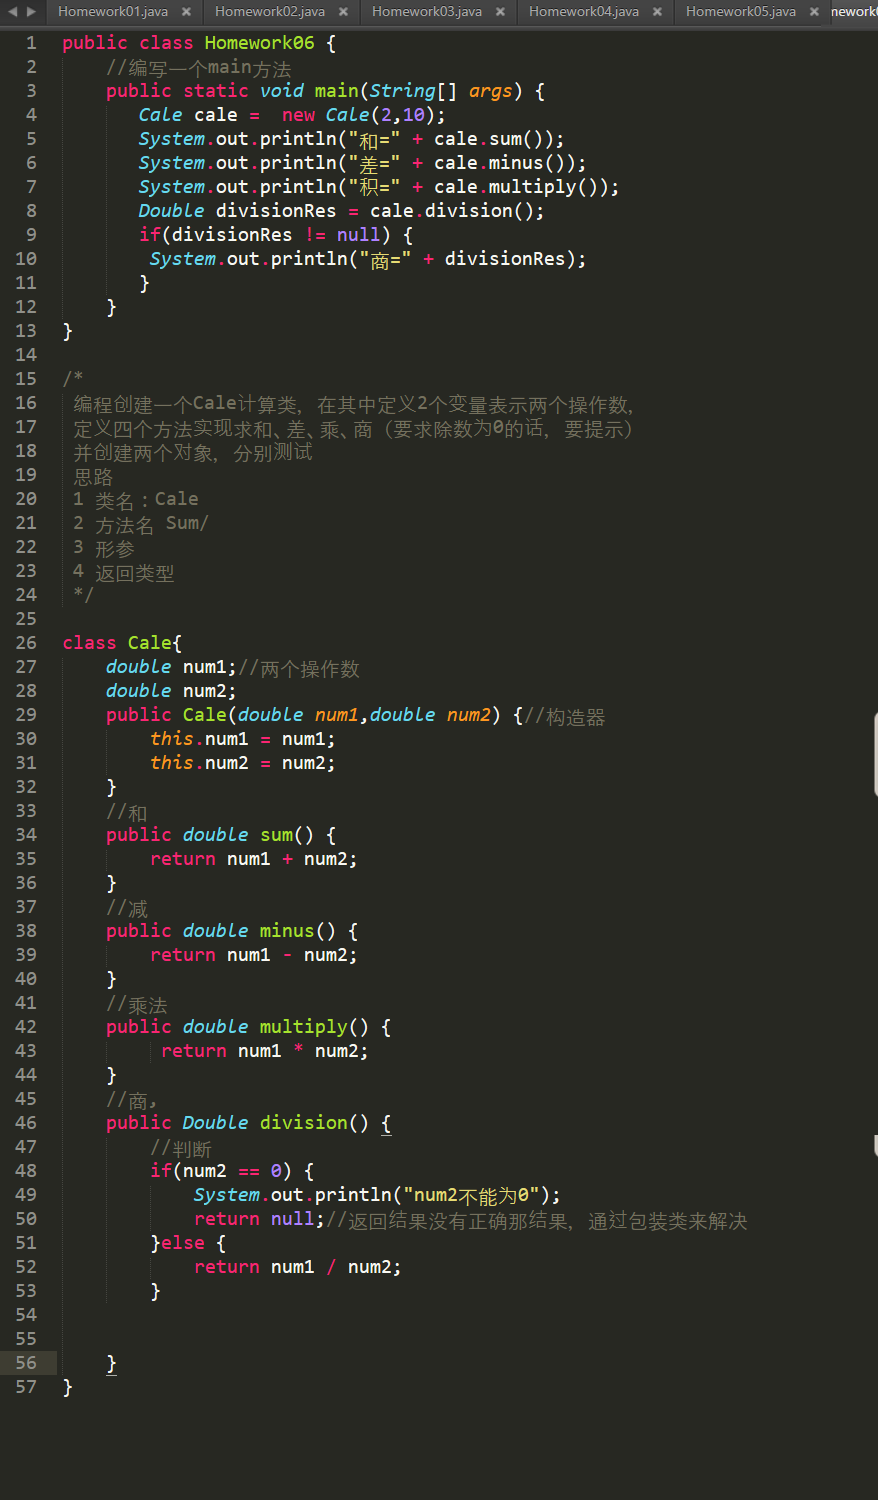 Homework01.java × Homework02.java × Homework03.java × Homework04.java × Homework05.java × nework0
1 public class Homework06 {
2 //编写一个main方法
3 public static void main(String[] args) {
4 Cale cale =  new Cale(2,10);
5 System.out.println("和=" + cale.sum());
6 System.out.println("差=" + cale.minus());
7 System.out.println("积=" + cale.multiply());
8 Double divisionRes = cale.division();
9 if(divisionRes != null) {
10 System.out.println("商=" + divisionRes);
11 }
12 }
13 }
14
15 /*
16 编程创建一个Cale计算类, 在其中定义2个变量表示两个操作数,
17 定义四个方法实现求和、差、乘、商（要求除数为0的话, 要提示）
18 并创建两个对象, 分别测试
19 思路
20 1 类名：Cale
21 2 方法名 Sum/
22 3 形参
23 4 返回类型
24 */
25
26 class Cale{
27 double num1;//两个操作数
28 double num2;
29 public Cale(double num1,double num2) {//构造器
30 this.num1 = num1;
31 this.num2 = num2;
32 }
33 //和
34 public double sum() {
35 return num1 + num2;
36 }
37 //减
38 public double minus() {
39 return num1 - num2;
40 }
41 //乘法
42 public double multiply() {
43 return num1 * num2;
44 }
45 //商,
46 public Double division() {
47 //判断
48 if(num2 == 0) {
49 System.out.println("num2不能为0");
50 return null;//返回结果没有正确那结果, 通过包装类来解决
51 }else {
52 return num1 / num2;
53 }
54
55
56 }
57 }